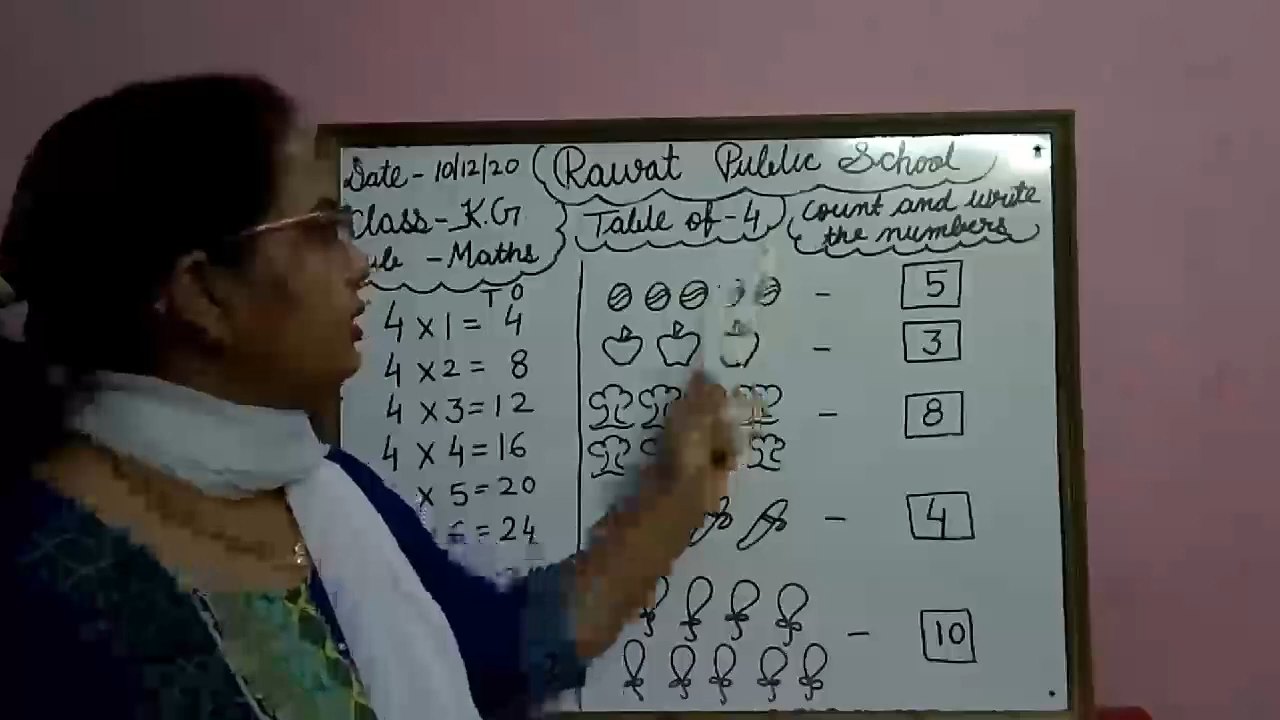 Date - 10/12/20
Rawat Public School
Class - K.G
Table of - 4
count and write
the numbers
- Maths
T O
4 x 1 = 4
4 x 2 = 8
4 x 3 = 12
4 x 4 = 16
x 5 = 20
= 24
- 5
- 3
- 8
- 4
- 10